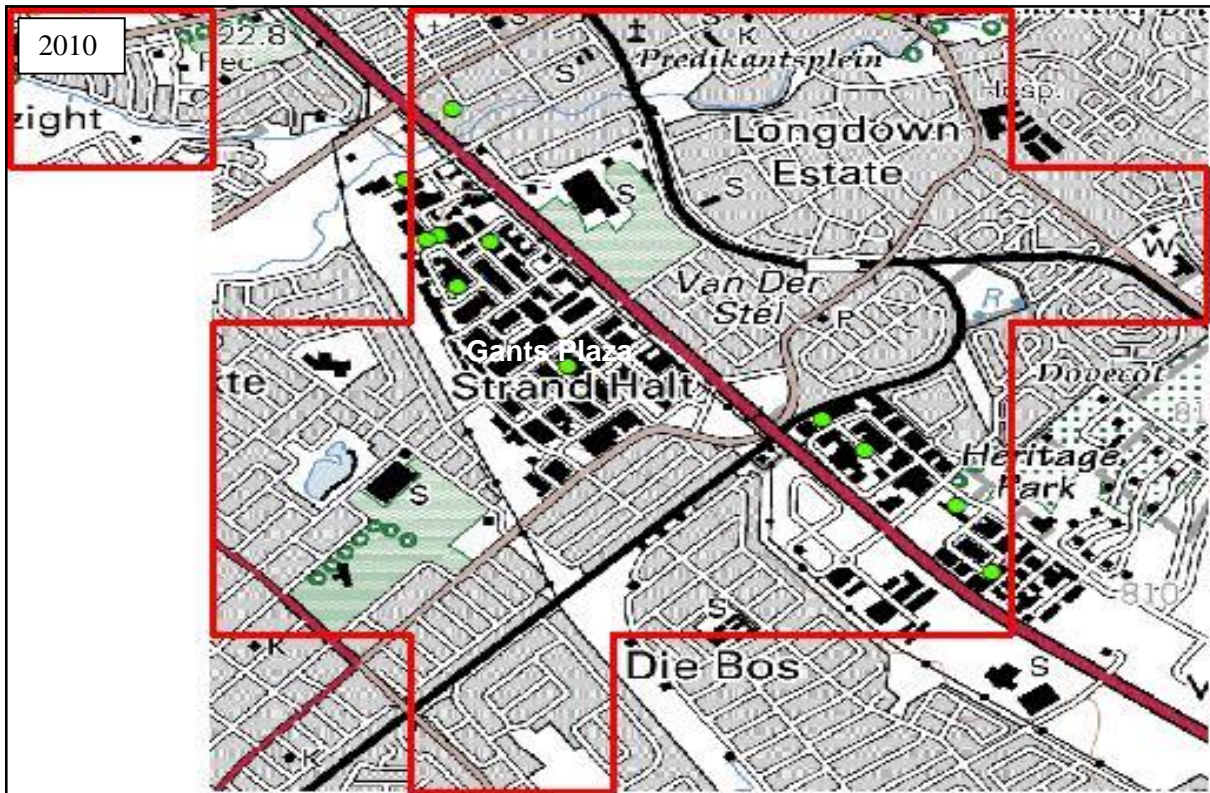 2010
22.8
S
K
Predikantsplein
Rec
S
Hosp.
zight
Longdown
Estate
S
S
W
Van Der
Stel
R
P
Gants Plaza
kte
Strand Halt
Dovecot
81
Heritage
Park
S
810
S
K
Die Bos
S
K